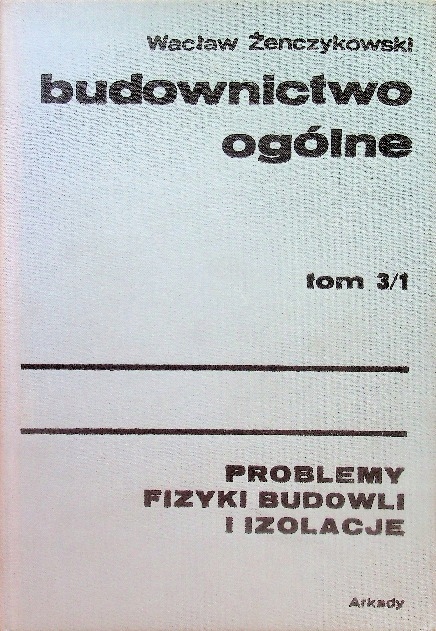 Wacław Żenczykowski
budownictwo
ogólne
tom 3/1
PROBLEMY
FIZYKI BUDOWLI
I IZOLACJE
Arkady